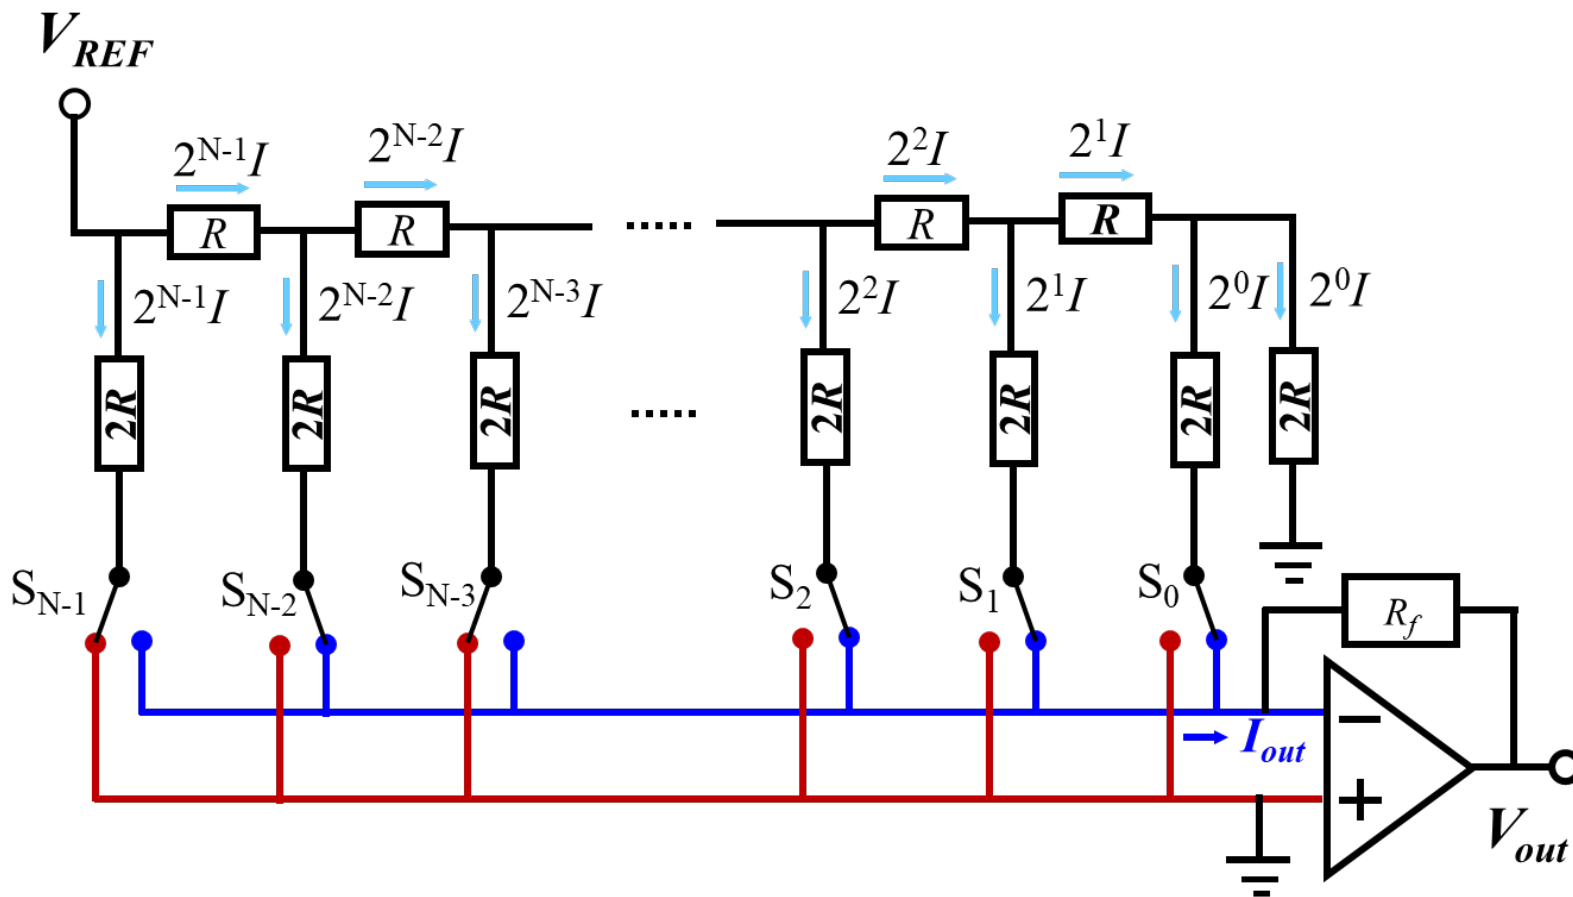 V_REF
2^{N-1}I
2^{N-2}I
2^2I
2^1I
R
R
R
R
2^{N-1}I
2^{N-2}I
2^{N-3}I
2^2I
2^1I
2^0I
2^0I
......
2R
2R
2R
......
2R
2R
2R
2R
S_{N-1}
S_{N-2}
S_{N-3}
S_2
S_1
S_0
R_f
I_out
−
+
V_out